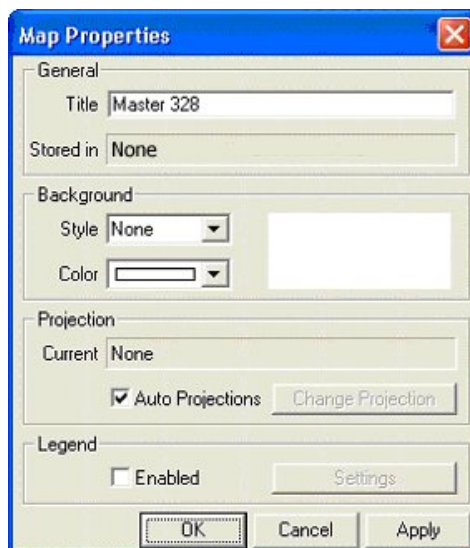 Map Properties
General
Title Master 328
Stored in None
Background
Style None
Color
Projection
Current None
Auto Projections Change Projection
Legend
Enabled Settings
OK Cancel Apply